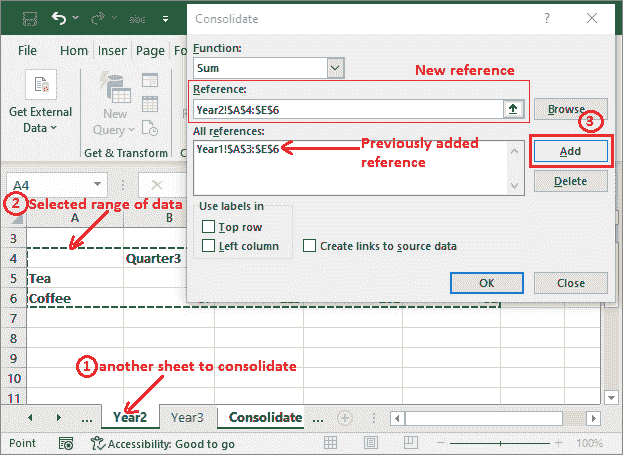 abc
Consolidate
?
File Hom Inser Page Fo
Function:
Sum
New reference
Get External
Data
Get & Transform
Reference:
Year2!$A$4:$E$6
Browse...
3
All references:
Year1!$A$3:$E$6
Previously added
reference
Add
Delete
A4
2 Selected range of data
Use labels in
Top row
Left column
Create links to source data
OK
Close
A B
3
4 Quarter3
5 Tea
6 Coffee
7
8
9
10
11
1 another sheet to consolidate
... Year2 Year3 Consolidate ...
Point
Accessibility: Good to go
100%